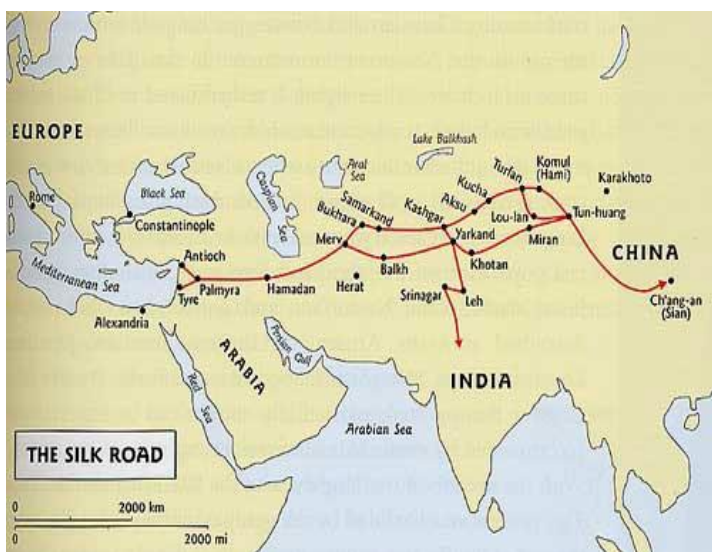 EUROPE
Rome
Black Sea
Constantinople
Mediterranean Sea
Antioch
Tyre
Palmyra
Alexandria
Caspian Sea
Aral Sea
Lake Balkhash
Hamadan
Merv
Bukhara
Samarkand
Balkh
Herat
Kashgar
Aksu
Kucha
Turfan
Komul (Hami)
Karakhoto
Lou-lan
Tun-huang
Yarkand
Khotan
Miran
CHINA
Ch'ang-an (Sian)
Srinagar
Leh
INDIA
ARABIA
Persian Gulf
Red Sea
Arabian Sea
THE SILK ROAD
0
2000 km
0
2000 mi